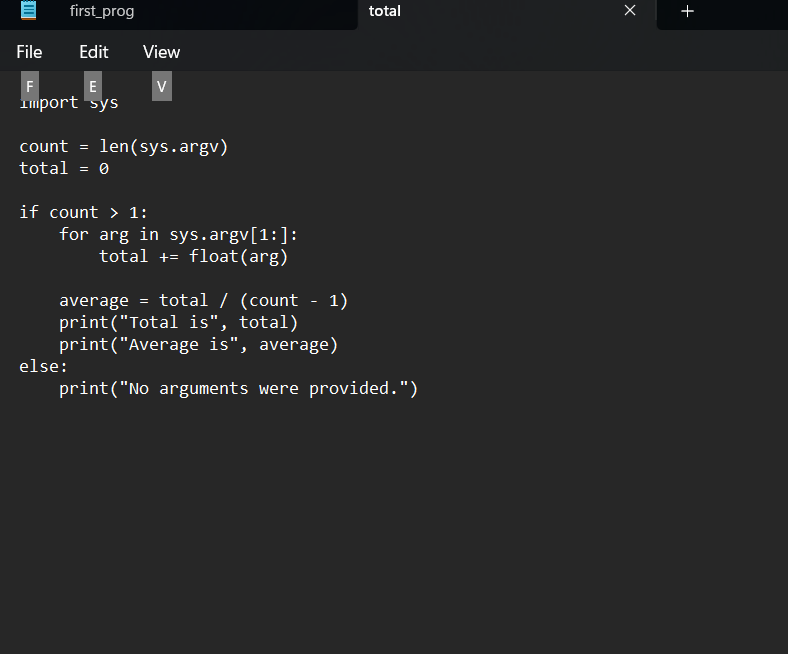 first_prog
total
File Edit View
F E V
import sys
count = len(sys.argv)
total = 0
if count > 1:
    for arg in sys.argv[1:]:
        total += float(arg)
    average = total / (count - 1)
    print("Total is", total)
    print("Average is", average)
else:
    print("No arguments were provided.")